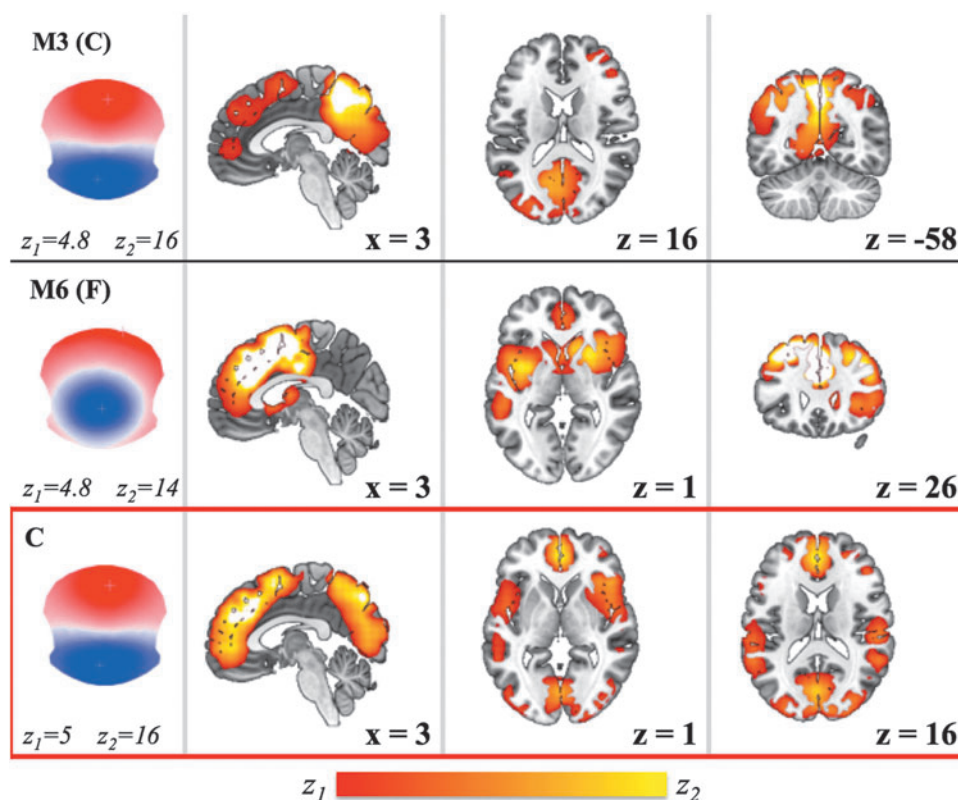 M3 (C)
z1=4.8 z2=16
x = 3
z = 16
z = -58
M6 (F)
z1=4.8 z2=14
x = 3
z = 1
z = 26
C
z1=5 z2=16
x = 3
z = 1
z = 16
z1 z2